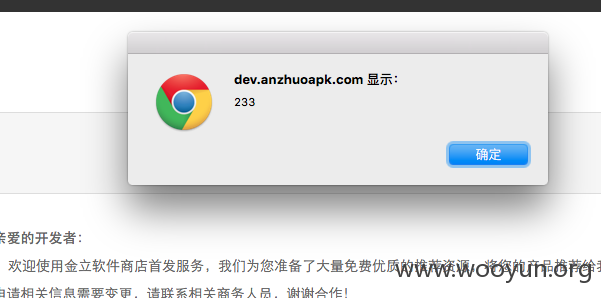 dev.anzhuoapk.com 显示：
233
确定
亲爱的开发者：
欢迎使用金立软件商店首发服务，我们为您准备了大量免费优质的推荐资源，将您的产品推荐给
申请相关信息需要变更，请联系相关商务人员，谢谢合作！
www.wooyun.org